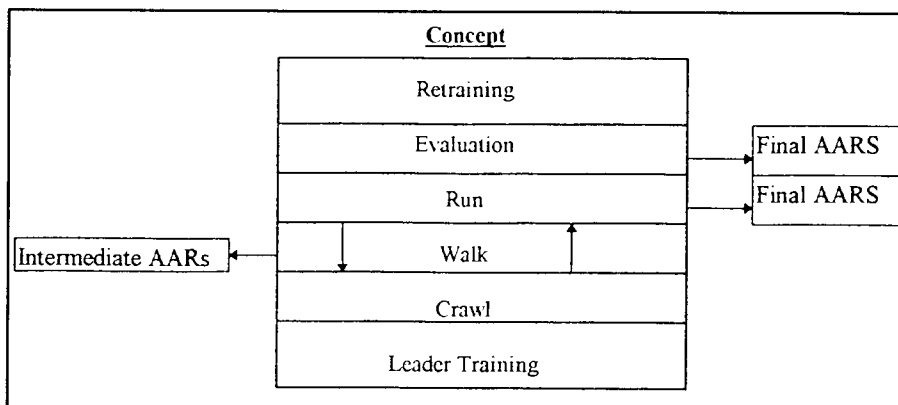 Concept
Retraining
Evaluation
Final AARS
Run
Final AARS
Walk
Intermediate AARs
Crawl
Leader Training